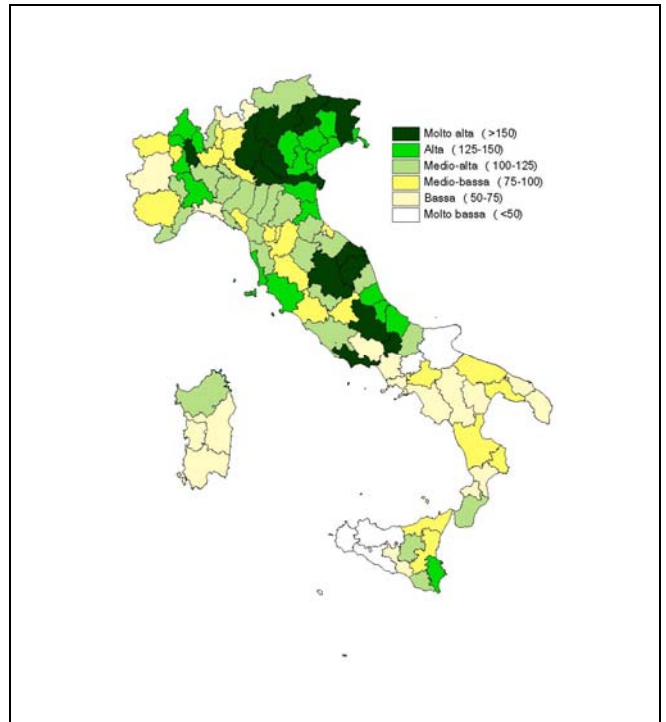 Molto alta (>150)
Alta (125-150)
Medio-alta (100-125)
Medio-bassa (75-100)
Bassa (50-75)
Molto bassa (<50)